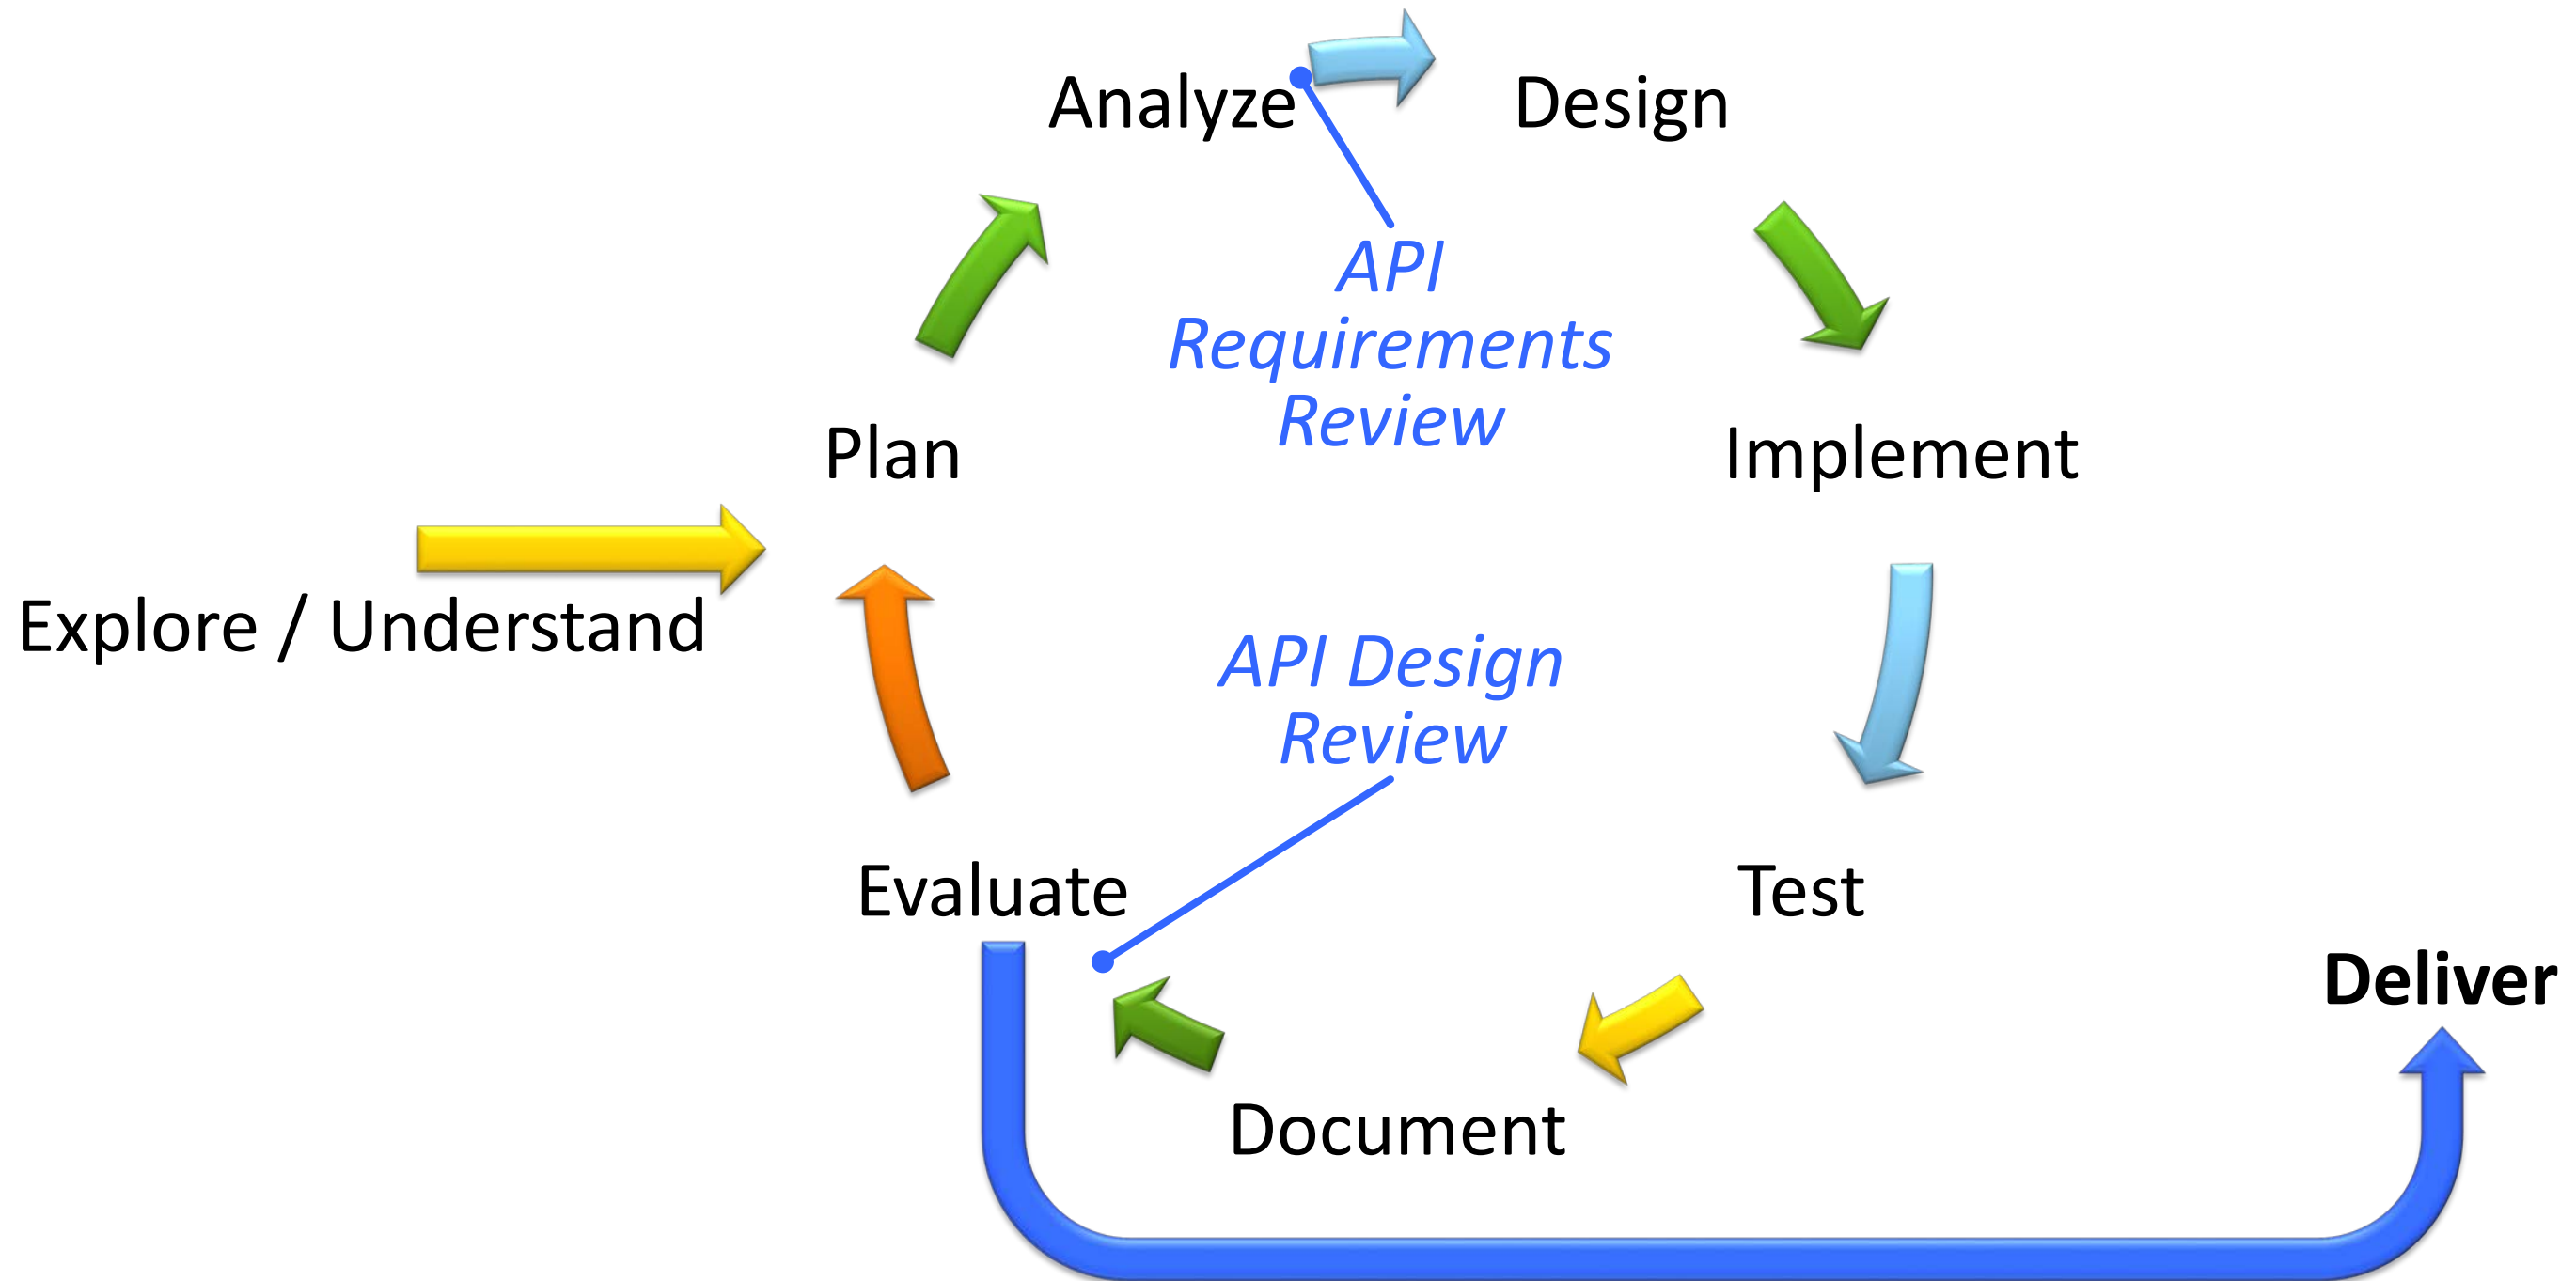 Analyze
Design
API
Requirements
Review
Plan
Implement
Explore / Understand
API Design
Review
Evaluate
Test
Deliver
Document